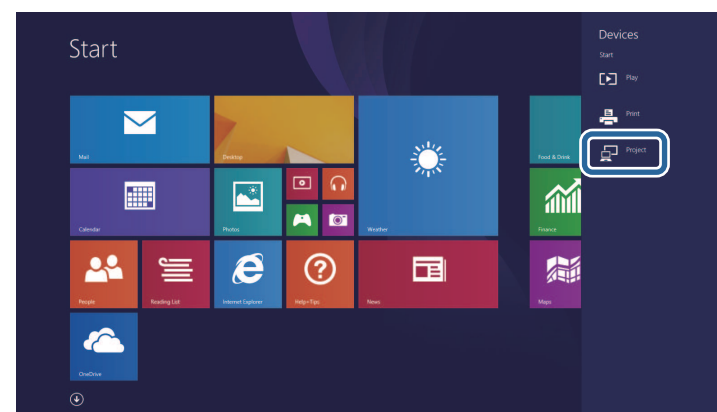 Start
Mail
Desktop
Calendar
Photos
Weather
Food & Drink
Finance
People
Reading List
Internet Explorer
Help+Tips
News
Maps
OneDrive
Devices
Start
Play
Print
Project